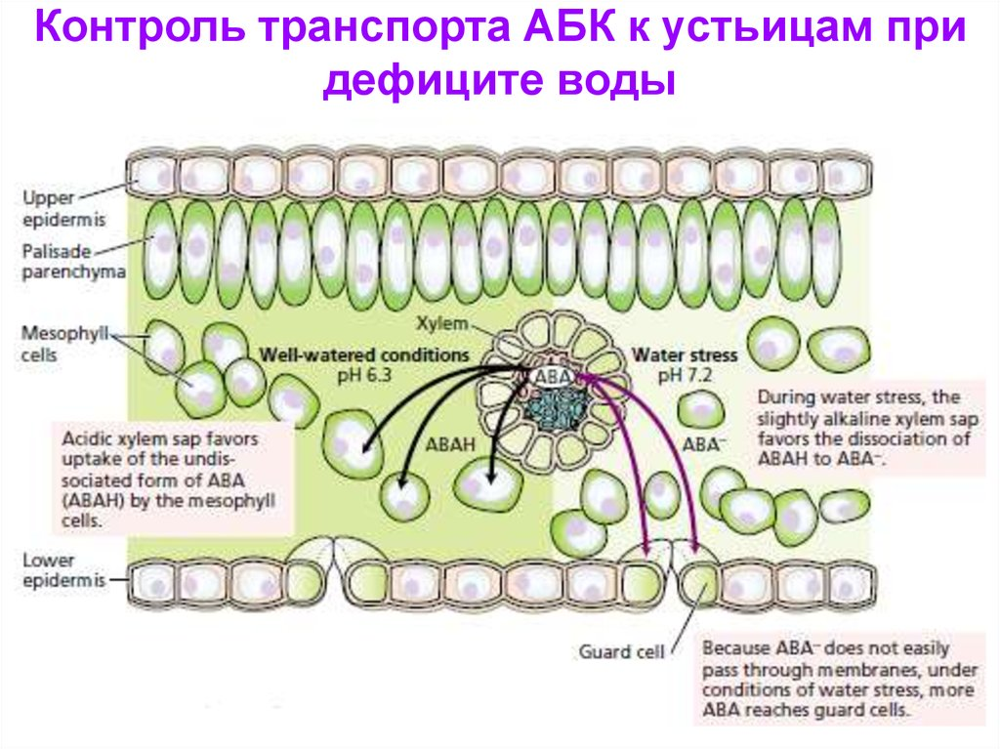 Контроль транспорта АБК к устьицам при
дефиците воды
Upper
epidermis
Palisade
parenchyma
Mesophyll
cells
Xylem
Well-watered conditions
pH 6.3
ABA
Water stress
pH 7.2
During water stress, the
slightly alkaline xylem sap
favors the dissociation of
ABAH to ABA⁻.
Acidic xylem sap favors
uptake of the undis-
sociated form of ABA
(ABAH) by the mesophyll
cells.
ABAH
ABA⁻
Lower
epidermis
Guard cell
Because ABA⁻ does not easily
pass through membranes, under
conditions of water stress, more
ABA reaches guard cells.